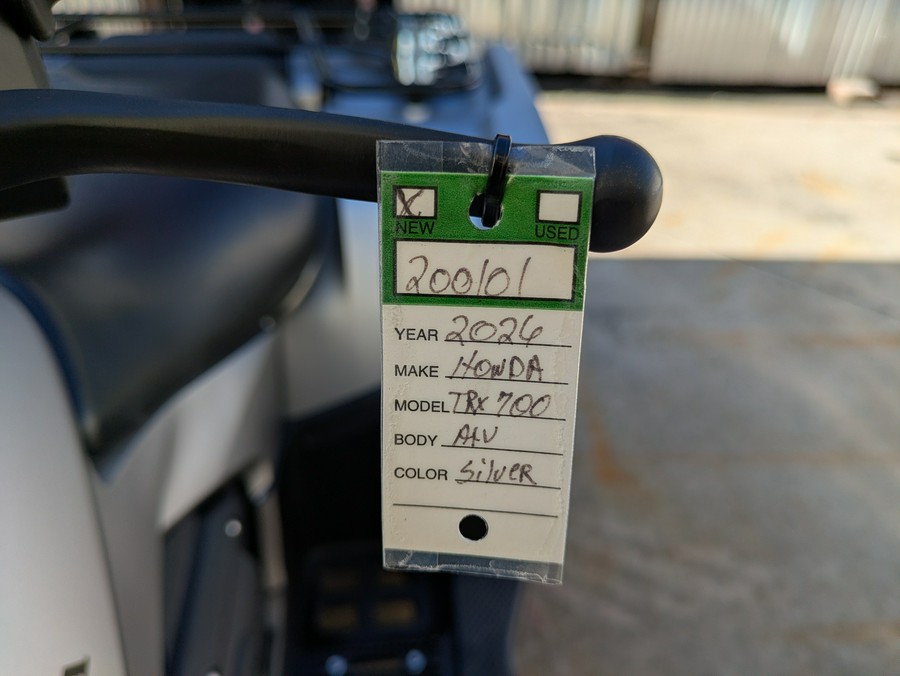 X
NEW USED
200101
YEAR 2026
MAKE HONDA
MODEL TRX 700
BODY Atv
COLOR SilveR